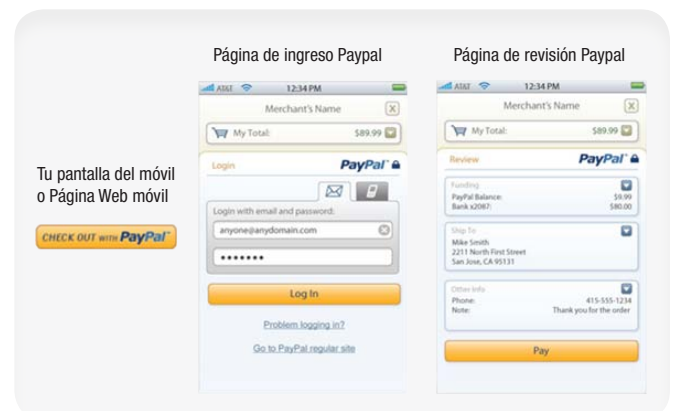 Página de ingreso Paypal
Página de revisión Paypal
Tu pantalla del móvil
o Página Web móvil
CHECK OUT WITH PayPal
AT&T 12:34 PM
Merchant's Name X
My Total: $89.99
Login PayPal
Login with email and password:
anyone@anydomain.com
•••••••
Log In
Problem logging in?
Go to PayPal regular site
AT&T 12:34 PM
Merchant's Name X
My Total: $89.99
Review PayPal
Funding
PayPal Balance: $9.99
Bank x2087: $80.00
Ship To
Mike Smith
2211 North First Street
San Jose, CA 95131
Other Info
Phone: 415-555-1234
Note: Thank you for the order
Pay